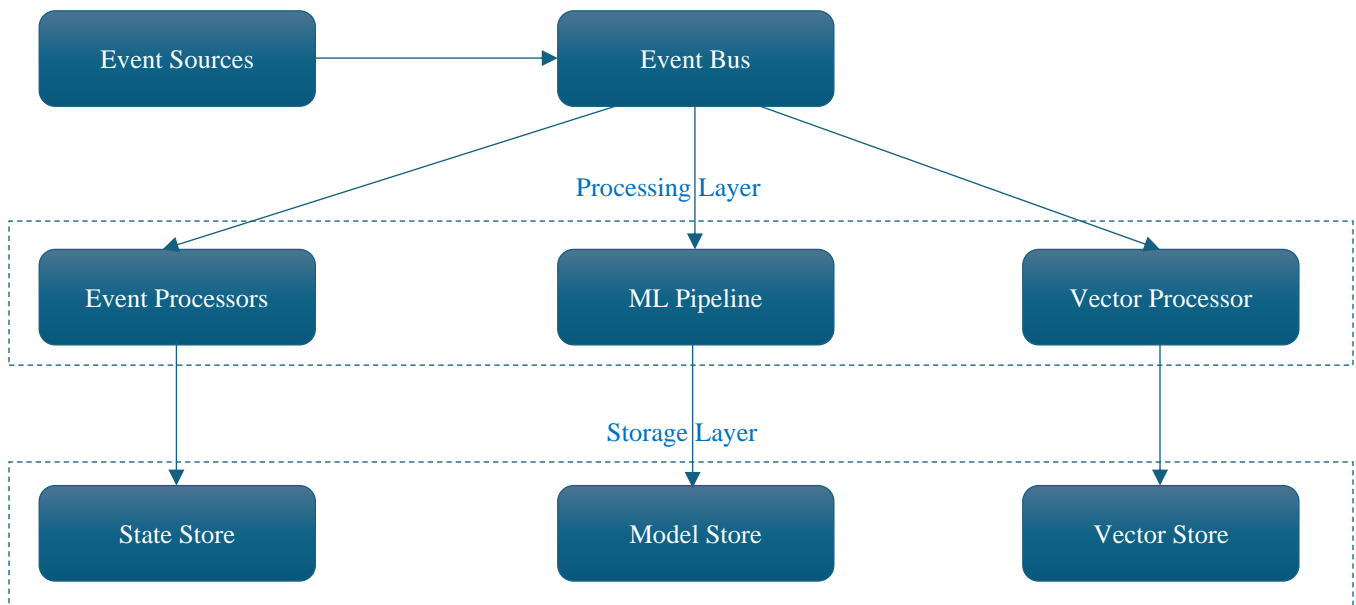 Event Sources
Event Bus
Processing Layer
Event Processors
ML Pipeline
Vector Processor
Storage Layer
State Store
Model Store
Vector Store